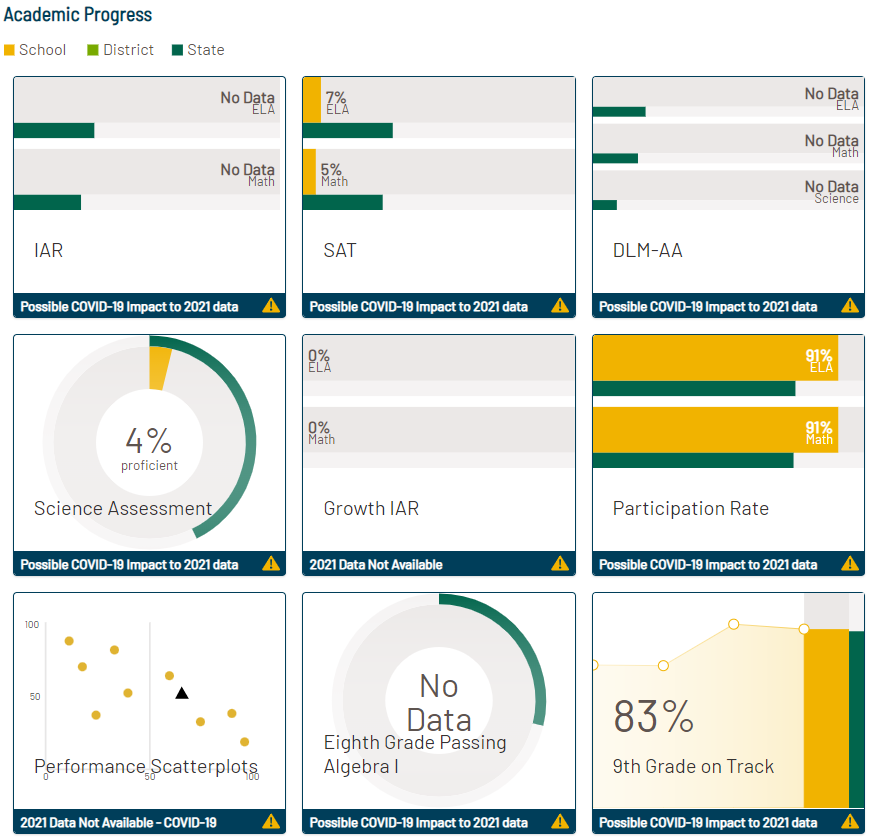 Academic Progress
School District State
No Data
ELA
No Data
Math
IAR
Possible COVID-19 Impact to 2021 data
7%
ELA
5%
Math
SAT
Possible COVID-19 Impact to 2021 data
No Data
ELA
No Data
Math
No Data
Science
DLM-AA
Possible COVID-19 Impact to 2021 data
4%
proficient
Science Assessment
Possible COVID-19 Impact to 2021 data
0%
ELA
0%
Math
Growth IAR
2021 Data Not Available
91%
ELA
91%
Math
Participation Rate
Possible COVID-19 Impact to 2021 data
100
50
Performance Scatterplots
0 50 100
2021 Data Not Available - COVID-19
No
Data
Eighth Grade Passing
Algebra I
Possible COVID-19 Impact to 2021 data
83%
9th Grade on Track
Possible COVID-19 Impact to 2021 data